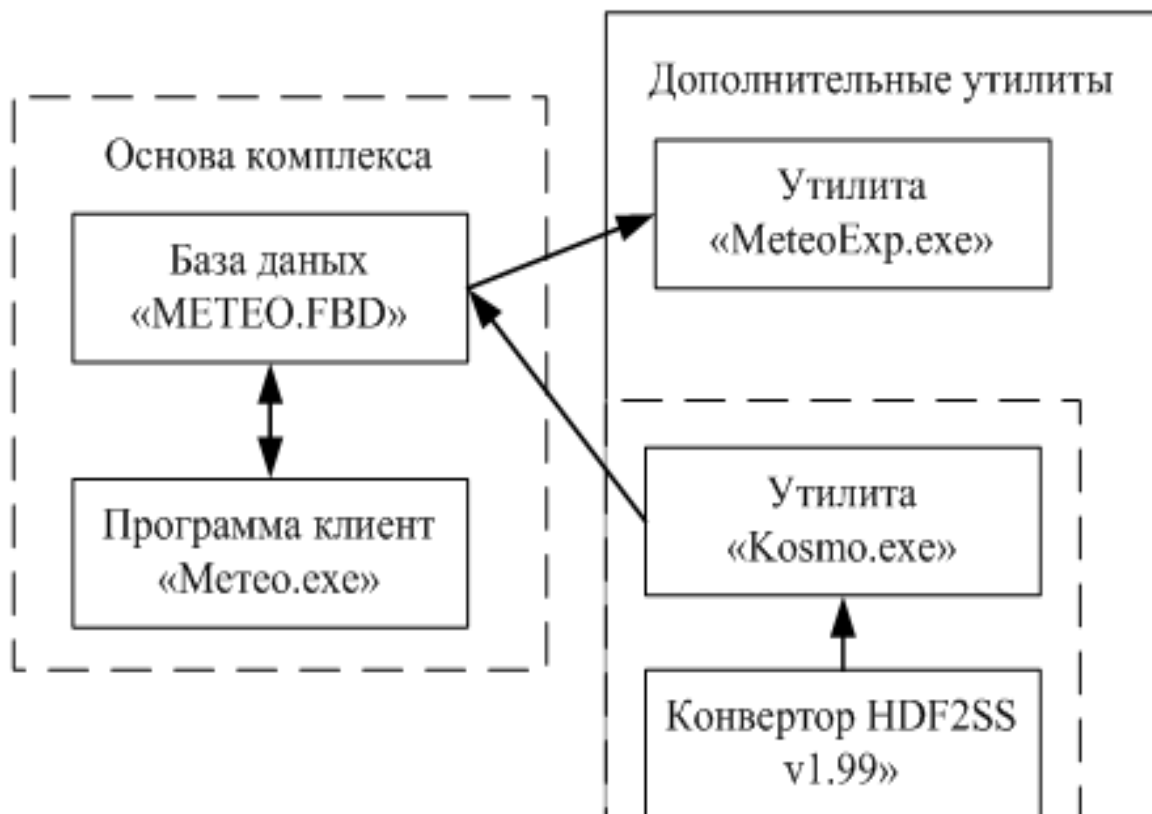 Основа комплекса
База даных
«METEO.FBD»
Программа клиент
«Метео.exe»
Дополнительные утилиты
Утилита
«MeteoExp.exe»
Утилита
«Kosmo.exe»
Конвертор HDF2SS
v1.99»